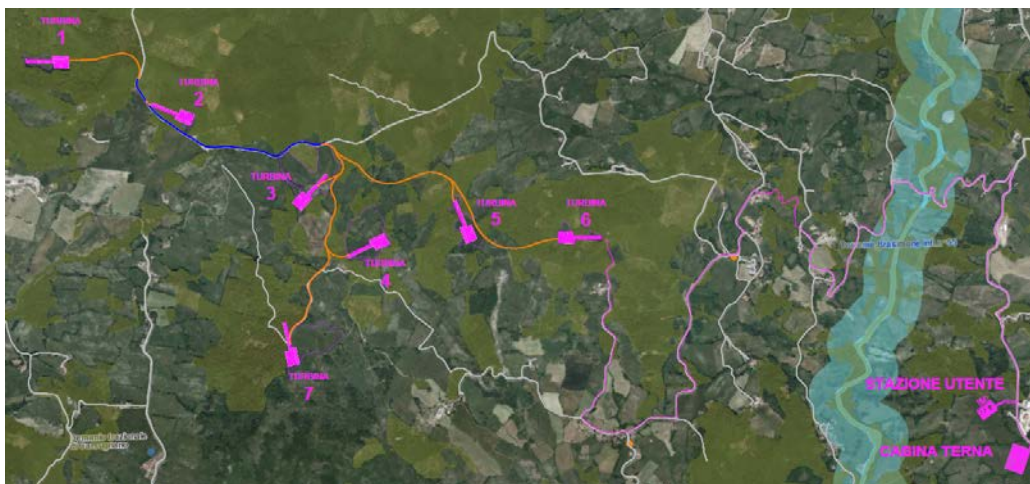 TURBINA
1
TURBINA
2
TURBINA
3
TURBINA
4
TURBINA
5
TURBINA
6
TURBINA
7
STAZIONE UTENTE
CABINA TERNA